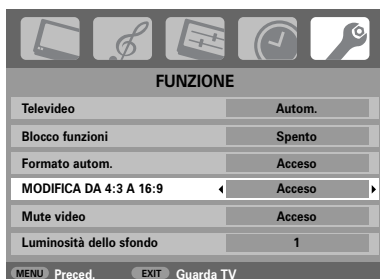 FUNZIONE
Televideo Autom.
Blocco funzioni Spento
Formato autom. Acceso
MODIFICA DA 4:3 A 16:9 Acceso
Mute video Acceso
Luminosità dello sfondo 1
MENU Preced. EXIT Guarda TV